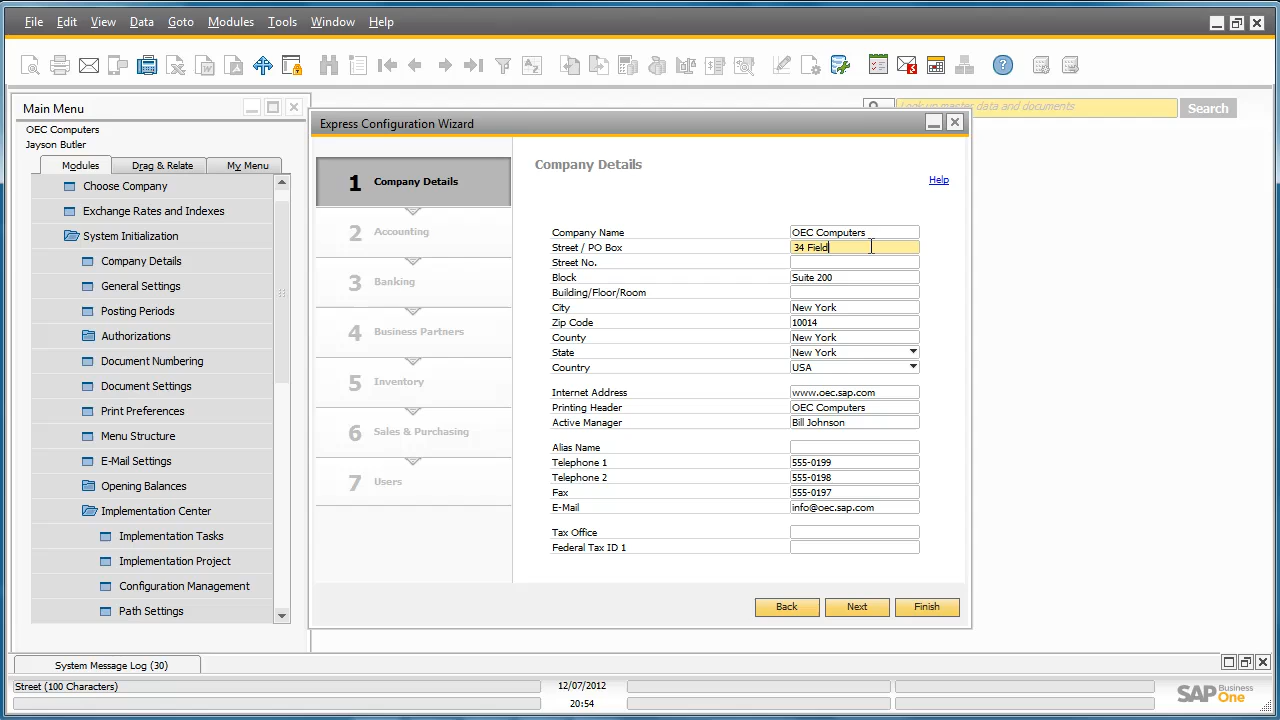 File Edit View Data Goto Modules Tools Window Help
Look up master data and documents Search
Main Menu
OEC Computers
Jayson Butler
Modules Drag & Relate My Menu
Choose Company
Exchange Rates and Indexes
System Initialization
Company Details
General Settings
Posting Periods
Authorizations
Document Numbering
Document Settings
Print Preferences
Menu Structure
E-Mail Settings
Opening Balances
Implementation Center
Implementation Tasks
Implementation Project
Configuration Management
Path Settings
Express Configuration Wizard
1 Company Details
2 Accounting
3 Banking
4 Business Partners
5 Inventory
6 Sales & Purchasing
7 Users
Company Details
Help
Company Name OEC Computers
Street / PO Box 34 Field
Street No.
Block Suite 200
Building/Floor/Room
City New York
Zip Code 10014
County New York
State New York
Country USA
Internet Address www.oec.sap.com
Printing Header OEC Computers
Active Manager Bill Johnson
Alias Name
Telephone 1 555-0199
Telephone 2 555-0198
Fax 555-0197
E-Mail info@oec.sap.com
Tax Office
Federal Tax ID 1
Back Next Finish
System Message Log (30)
Street (100 Characters) 12/07/2012
20:54
SAP Business One